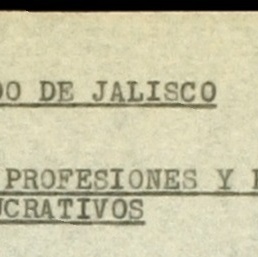 DO DE JALISCO
PROFESIONES Y
UCRATIVOS